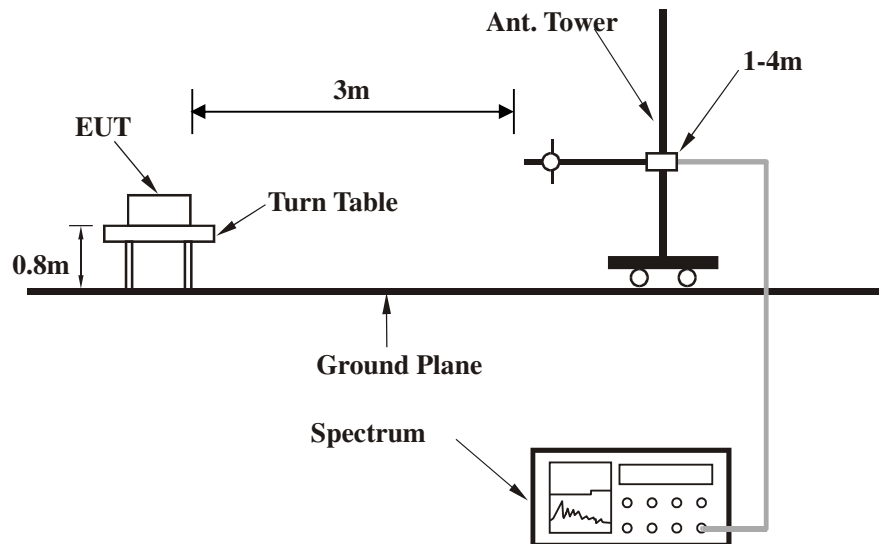 Ant. Tower
1-4m
3m
EUT
Turn Table
0.8m
Ground Plane
Spectrum